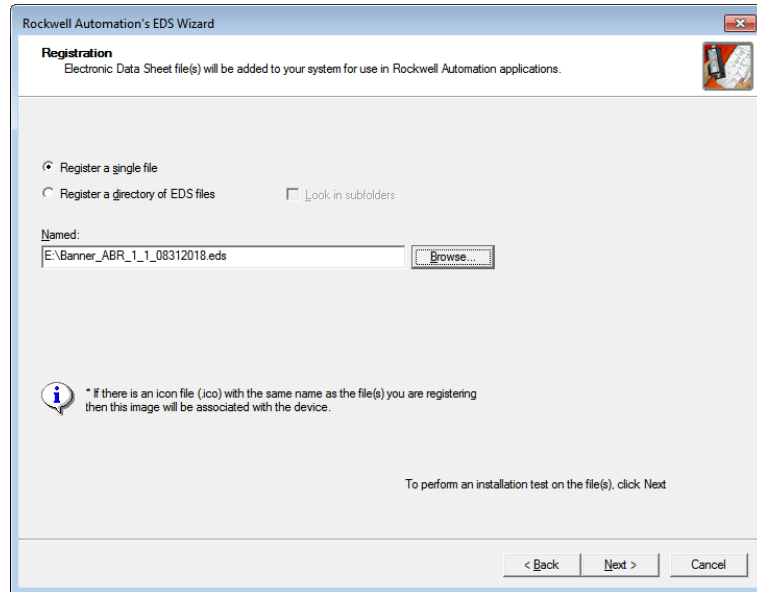 Rockwell Automation's EDS Wizard
Registration
Electronic Data Sheet file(s) will be added to your system for use in Rockwell Automation applications.
Register a single file
Register a directory of EDS files
Look in subfolders
Named:
E:\Banner_ABR_1_1_08312018.eds
Browse...
* If there is an icon file (.ico) with the same name as the file(s) you are registering
then this image will be associated with the device.
To perform an installation test on the file(s), click Next
< Back
Next >
Cancel